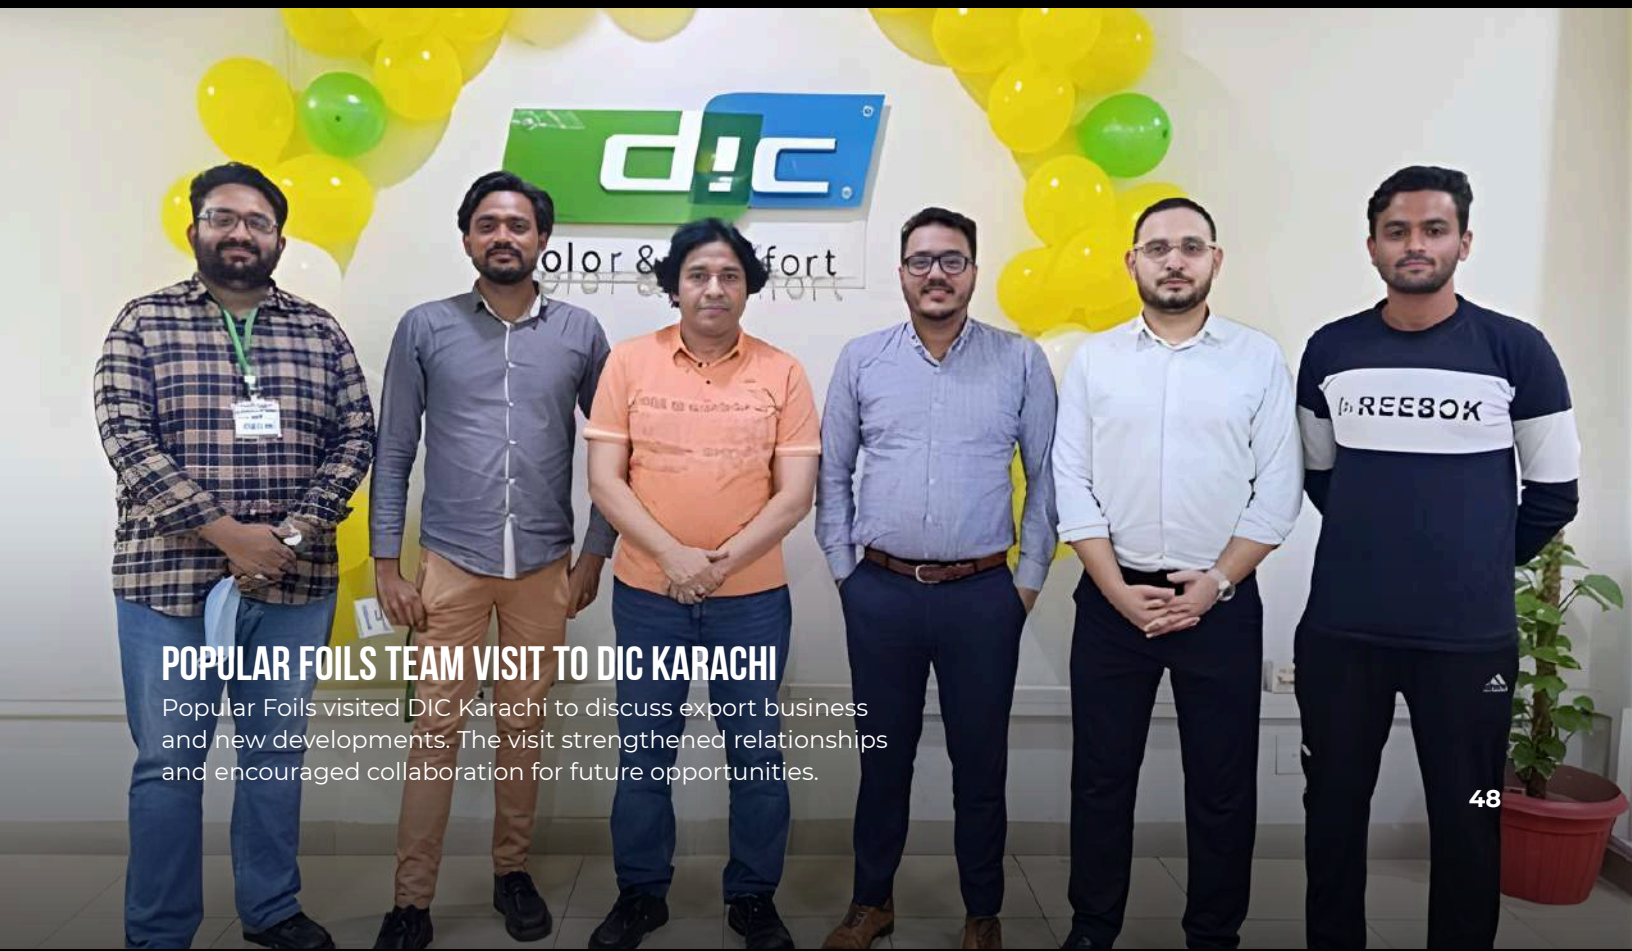 dic
olor & fort
REEBOK
POPULAR FOILS TEAM VISIT TO DIC KARACHI
Popular Foils visited DIC Karachi to discuss export business
and new developments. The visit strengthened relationships
and encouraged collaboration for future opportunities.
48